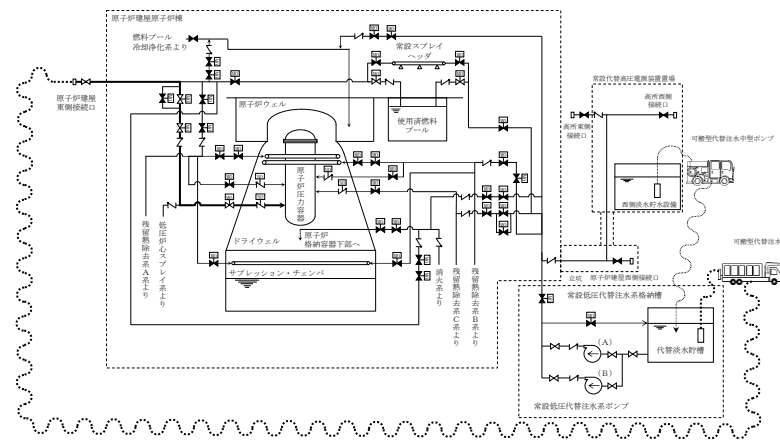 原子炉建屋原子炉棟
燃料プール
冷却浄化系より
常設スプレイ
ヘッダ
原子炉建屋
東側接続口
原子炉ウェル
使用済燃料
プール
原子炉圧力容器
ドライウェル
原子炉
格納容器下部へ
サプレッション・チェンバ
残留熱除去系A系より
低圧炉心スプレイ系より
消火系より
残留熱除去系C系より
残留熱除去系B系より
常設代替高圧電源装置置場
高所西側
接続口
高所東側
接続口
西側淡水貯水設備
可搬型代替注水中型ポンプ
可搬型代替注水
立坑
原子炉建屋西側接続口
常設低圧代替注水系格納槽
(A)
(B)
代替淡水貯槽
常設低圧代替注水系ポンプ